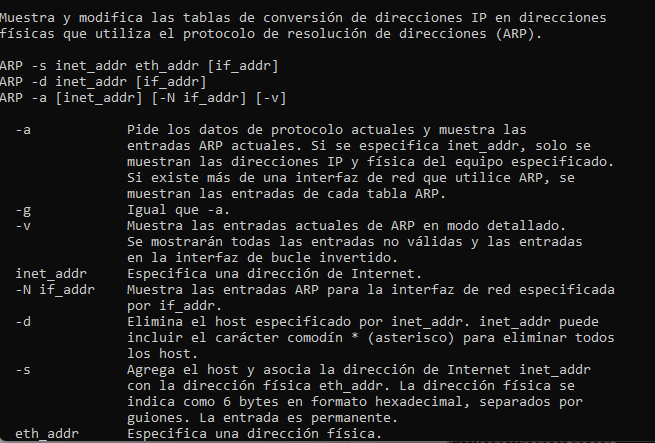 Muestra y modifica las tablas de conversión de direcciones IP en direcciones
físicas que utiliza el protocolo de resolución de direcciones (ARP).
ARP -s inet_addr eth_addr [if_addr]
ARP -d inet_addr [if_addr]
ARP -a [inet_addr] [-N if_addr] [-v]
-a Pide los datos de protocolo actuales y muestra las
entradas ARP actuales. Si se especifica inet_addr, solo se
muestran las direcciones IP y física del equipo especificado.
Si existe más de una interfaz de red que utilice ARP, se
muestran las entradas de cada tabla ARP.
-g Igual que -a.
-v Muestra las entradas actuales de ARP en modo detallado.
Se mostrarán todas las entradas no válidas y las entradas
en la interfaz de bucle invertido.
inet_addr Especifica una dirección de Internet.
-N if_addr Muestra las entradas ARP para la interfaz de red especificada
por if_addr.
-d Elimina el host especificado por inet_addr. inet_addr puede
incluir el carácter comodín * (asterisco) para eliminar todos
los host.
-s Agrega el host y asocia la dirección de Internet inet_addr
con la dirección física eth_addr. La dirección física se
indica como 6 bytes en formato hexadecimal, separados por
guiones. La entrada es permanente.
eth_addr Especifica una dirección física.